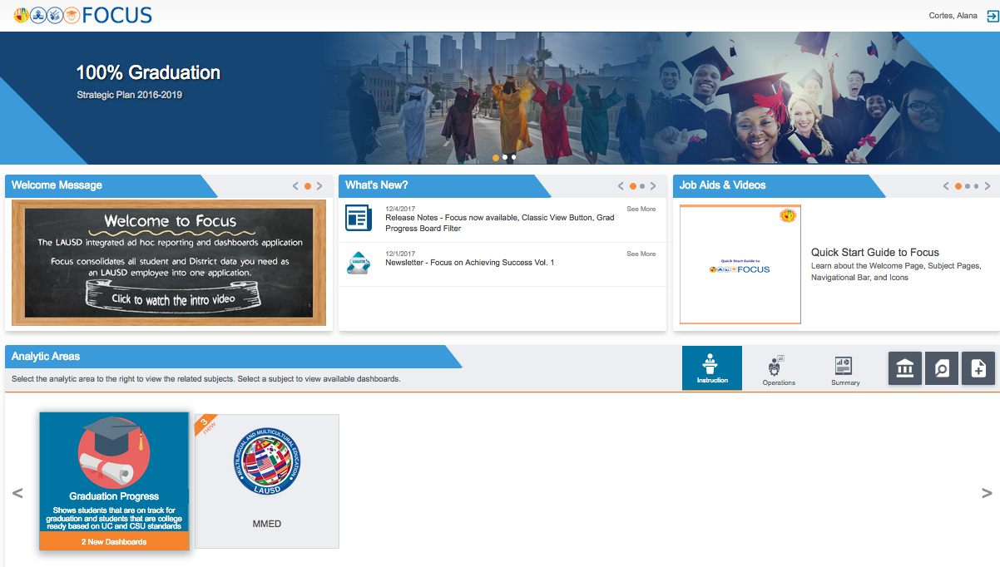 FOCUS
Cortes, Alana
100% Graduation
Strategic Plan 2016-2019
Welcome Message
Welcome to Focus
The LAUSD integrated ad hoc reporting and dashboards application
Focus consolidates all student and District data you need as
an LAUSD employee into one application.
Click to watch the intro video
What's New?
12/4/2017
See More
Release Notes - Focus now available, Classic View Button, Grad
Progress Board Filter
12/1/2017
See More
Newsletter - Focus on Achieving Success Vol. 1
Job Aids & Videos
Quick Start Guide to
FOCUS
Quick Start Guide to Focus
Learn about the Welcome Page, Subject Pages,
Navigational Bar, and Icons
Analytic Areas
Select the analytic area to the right to view the related subjects. Select a subject to view available dashboards.
Instruction
Operations
Summary
Graduation Progress
Shows students that are on track for
graduation and students that are college
ready based on UC and CSU standards
2 New Dashboards
3
new
MULTILINGUAL AND MULTICULTURAL EDUCATION
LAUSD
MMED